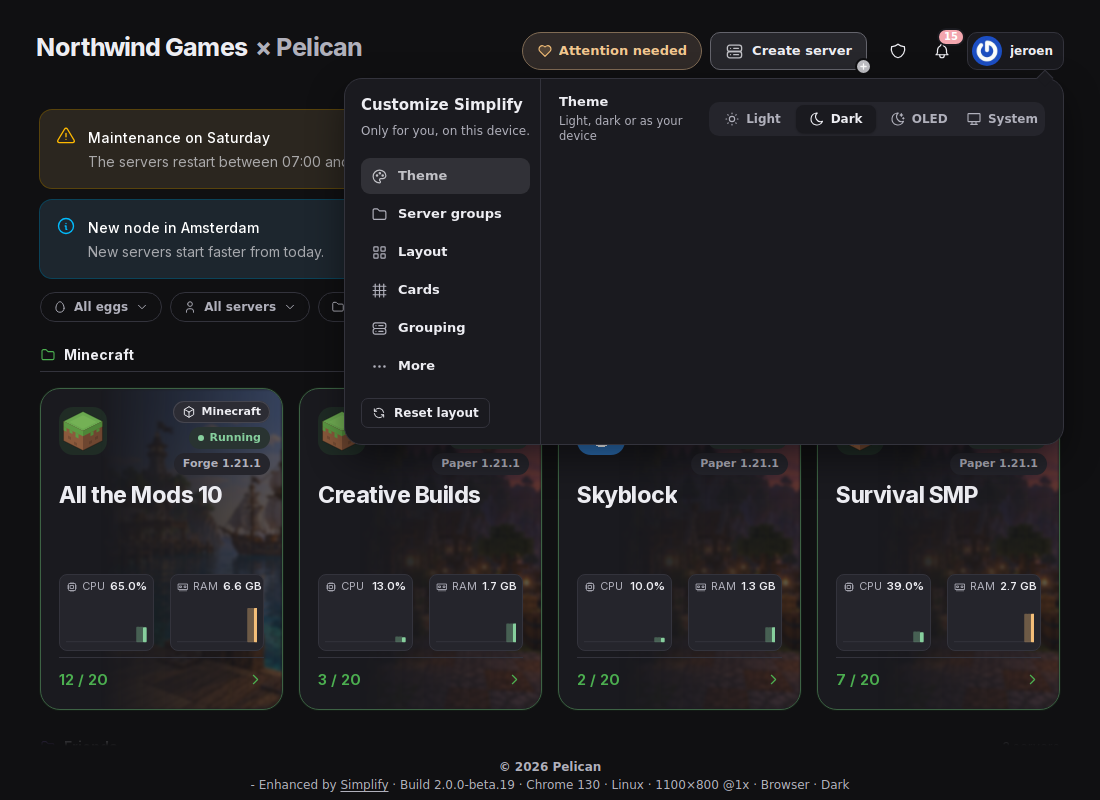 Northwind Games × Pelican
Attention needed
Create server
15
jeroen
Maintenance on Saturday
The servers restart between 07:00 and
New node in Amsterdam
New servers start faster from today.
All eggs
All servers
Customize Simplify
Only for you, on this device.
Theme
Server groups
Layout
Cards
Grouping
More
Reset layout
Theme
Light, dark or as your
device
Light
Dark
OLED
System
Minecraft
Minecraft
Running
Forge 1.21.1
All the Mods 10
CPU 65.0%
RAM 6.6 GB
12 / 20
Paper 1.21.1
Creative Builds
CPU 13.0%
RAM 1.7 GB
3 / 20
Paper 1.21.1
Skyblock
CPU 10.0%
RAM 1.3 GB
2 / 20
Paper 1.21.1
Survival SMP
CPU 39.0%
RAM 2.7 GB
7 / 20
Friends
© 2026 Pelican
- Enhanced by Simplify · Build 2.0.0-beta.19 · Chrome 130 · Linux · 1100×800 @1x · Browser · Dark